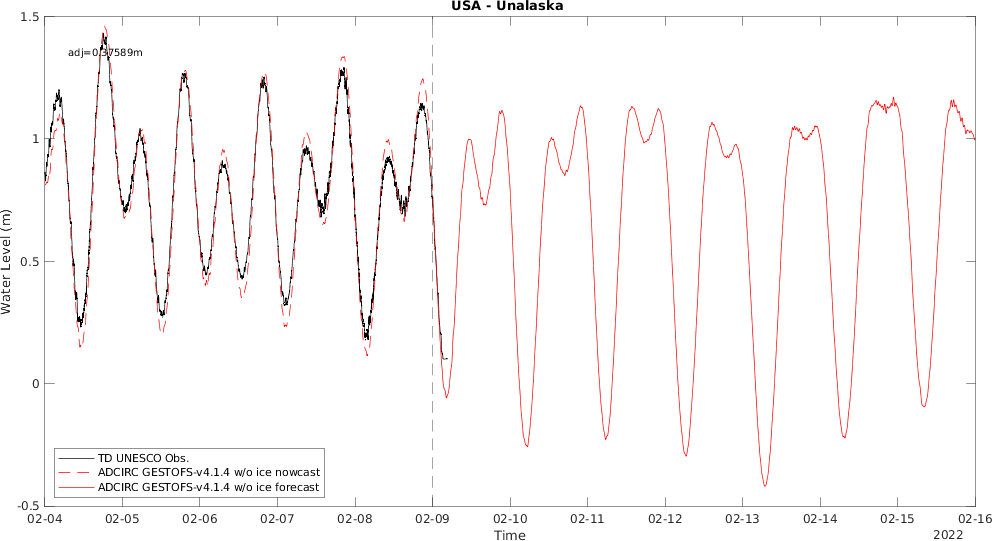 USA - Unalaska
1.5
adj=0.37589m
1
0.5
0
-0.5
Water Level (m)
TD UNESCO Obs.
ADCIRC GESTOFS-v4.1.4 w/o ice nowcast
ADCIRC GESTOFS-v4.1.4 w/o ice forecast
02-04 02-05 02-06 02-07 02-08 02-09 02-10 02-11 02-12 02-13 02-14 02-15 02-16
Time
2022